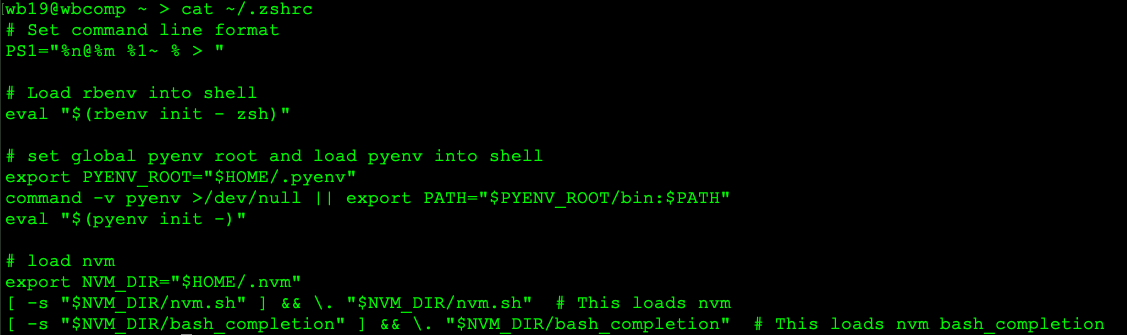 [wb19@wbcomp ~ > cat ~/.zshrc
# Set command line format
PS1="%n@%m %1~ % > "

# Load rbenv into shell
eval "$(rbenv init - zsh)"

# set global pyenv root and load pyenv into shell
export PYENV_ROOT="$HOME/.pyenv"
command -v pyenv >/dev/null || export PATH="$PYENV_ROOT/bin:$PATH"
eval "$(pyenv init -)"

# load nvm
export NVM_DIR="$HOME/.nvm"
[ -s "$NVM_DIR/nvm.sh" ] && \. "$NVM_DIR/nvm.sh"  # This loads nvm
[ -s "$NVM_DIR/bash_completion" ] && \. "$NVM_DIR/bash_completion"  # This loads nvm bash_completion